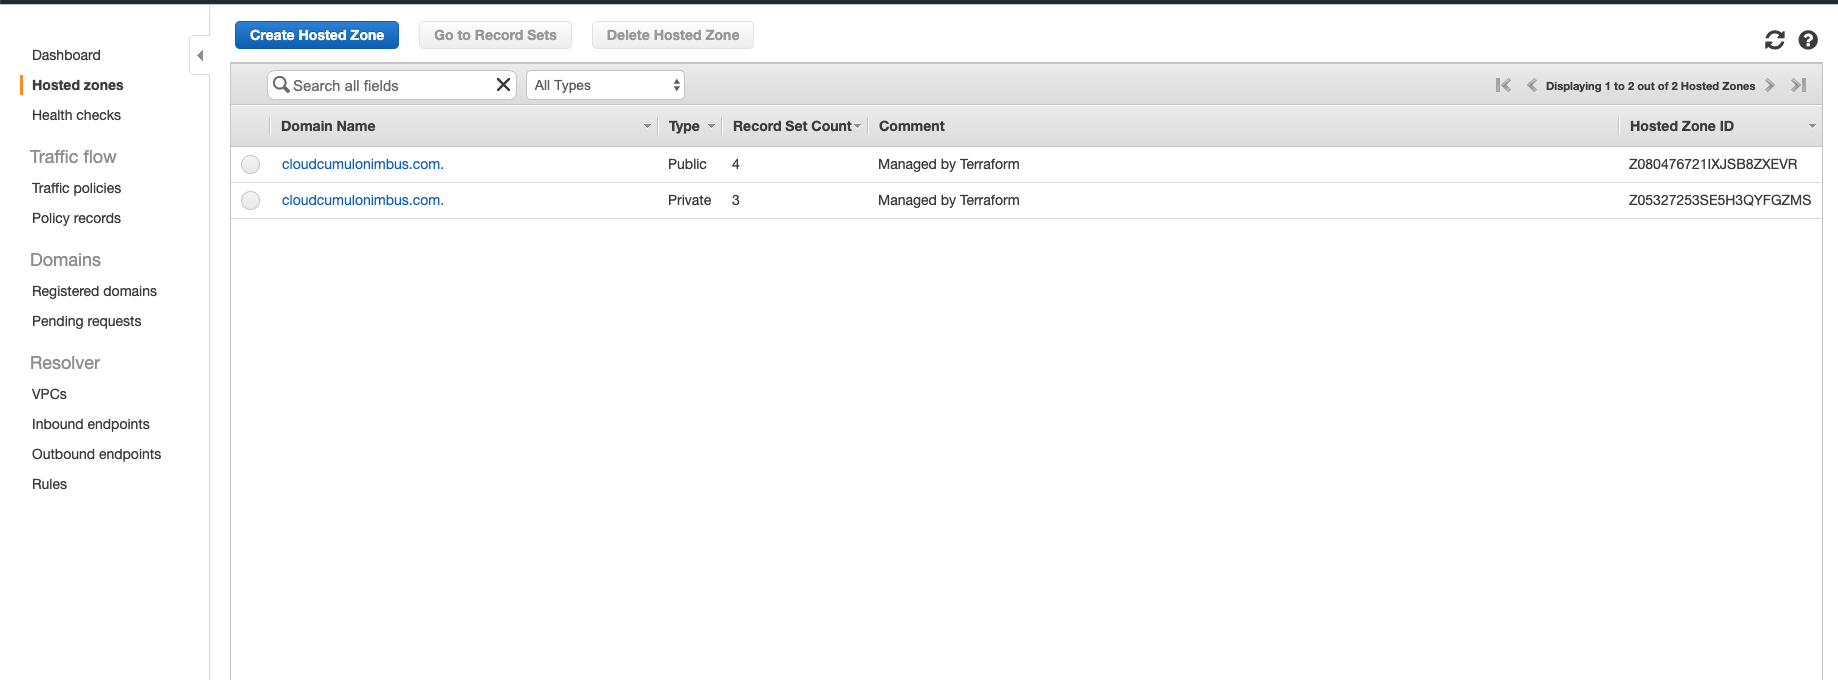 Dashboard
Hosted zones
Health checks
Traffic flow
Traffic policies
Policy records
Domains
Registered domains
Pending requests
Resolver
VPCs
Inbound endpoints
Outbound endpoints
Rules
Create Hosted Zone Go to Record Sets Delete Hosted Zone
Search all fields All Types Displaying 1 to 2 out of 2 Hosted Zones
Domain Name Type Record Set Count Comment Hosted Zone ID
cloudcumulonimbus.com. Public 4 Managed by Terraform Z080476721IXJSB8ZXEVR
cloudcumulonimbus.com. Private 3 Managed by Terraform Z05327253SE5H3QYFGZMS